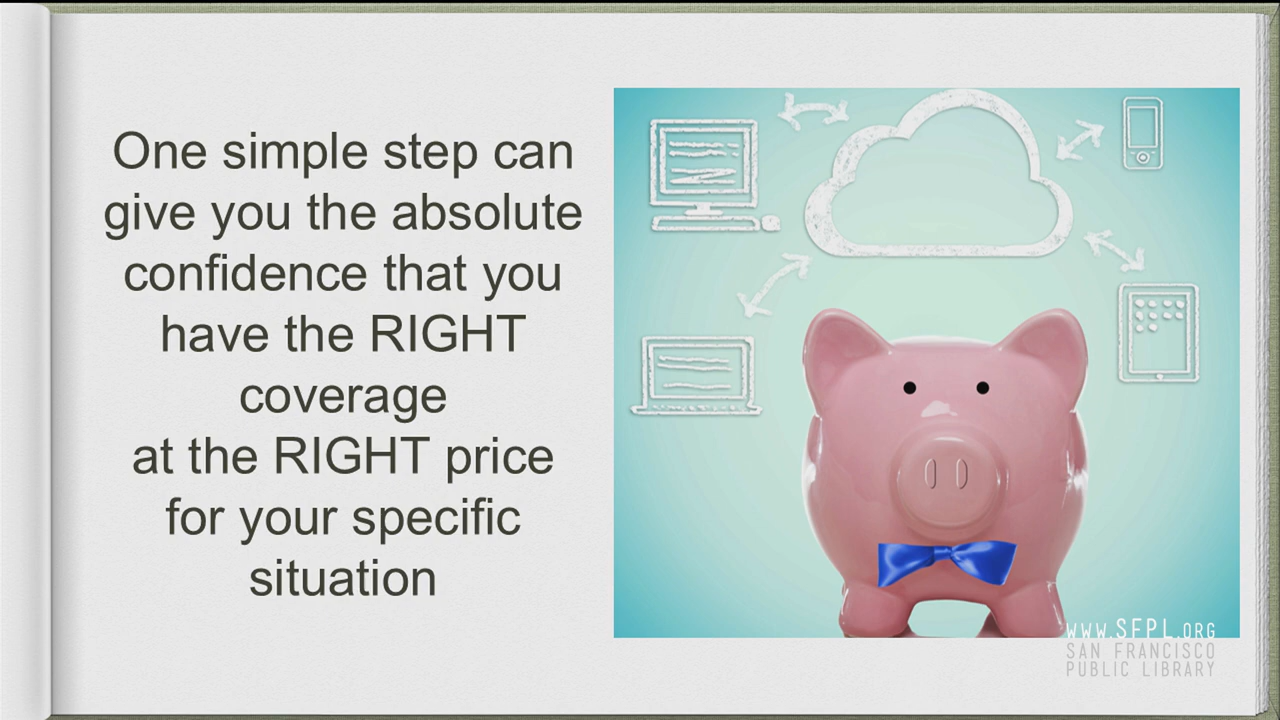 One simple step can
give you the absolute
confidence that you
have the RIGHT
coverage
at the RIGHT price
for your specific
situation
WWW.SFPL.ORG
SAN FRANCISCO
PUBLIC LIBRARY